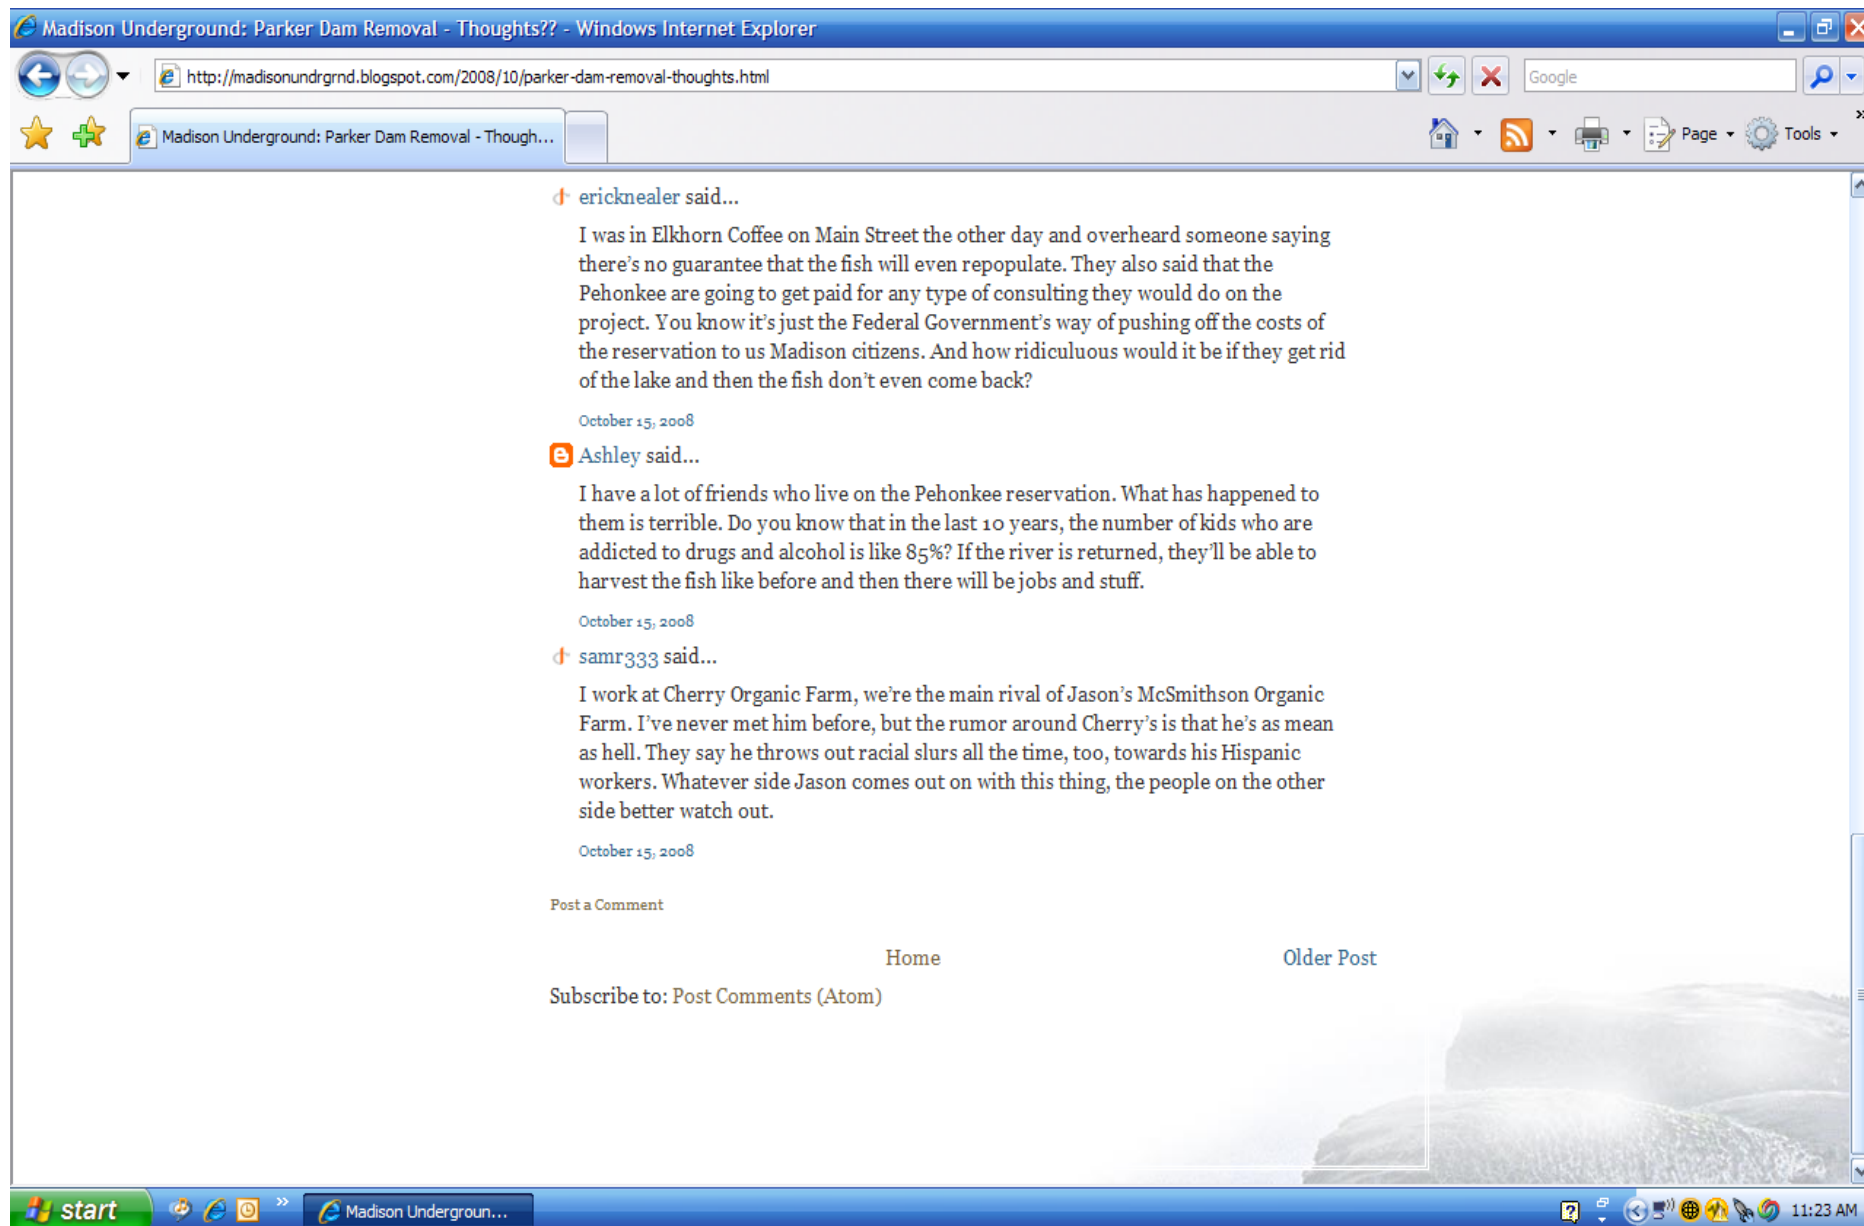 Madison Underground: Parker Dam Removal - Thoughts?? - Windows Internet Explorer
http://madisonundrgrnd.blogspot.com/2008/10/parker-dam-removal-thoughts.html
Google
Madison Underground: Parker Dam Removal - Though...
Page
Tools
ericknealer said...
I was in Elkhorn Coffee on Main Street the other day and overheard someone saying
there's no guarantee that the fish will even repopulate. They also said that the
Pehonkee are going to get paid for any type of consulting they would do on the
project. You know it's just the Federal Government's way of pushing off the costs of
the reservation to us Madison citizens. And how ridiculuous would it be if they get rid
of the lake and then the fish don't even come back?
October 15, 2008
Ashley said...
I have a lot of friends who live on the Pehonkee reservation. What has happened to
them is terrible. Do you know that in the last 10 years, the number of kids who are
addicted to drugs and alcohol is like 85%? If the river is returned, they'll be able to
harvest the fish like before and then there will be jobs and stuff.
October 15, 2008
samr333 said...
I work at Cherry Organic Farm, we're the main rival of Jason's McSmithson Organic
Farm. I've never met him before, but the rumor around Cherry's is that he's as mean
as hell. They say he throws out racial slurs all the time, too, towards his Hispanic
workers. Whatever side Jason comes out on with this thing, the people on the other
side better watch out.
October 15, 2008
Post a Comment
Home
Older Post
Subscribe to: Post Comments (Atom)
start
Madison Undergroun...
11:23 AM